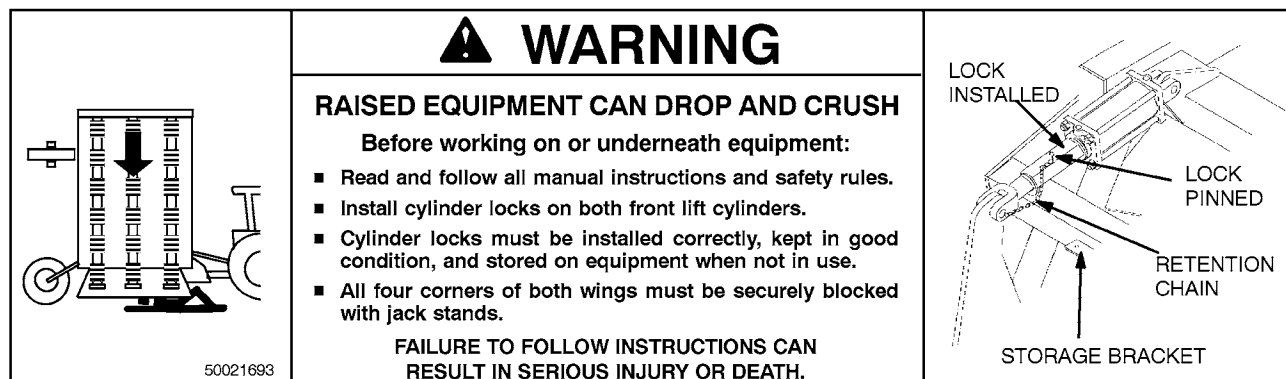 50021693
WARNING
RAISED EQUIPMENT CAN DROP AND CRUSH
Before working on or underneath equipment:
■ Read and follow all manual instructions and safety rules.
■ Install cylinder locks on both front lift cylinders.
■ Cylinder locks must be installed correctly, kept in good
condition, and stored on equipment when not in use.
■ All four corners of both wings must be securely blocked
with jack stands.
FAILURE TO FOLLOW INSTRUCTIONS CAN
RESULT IN SERIOUS INJURY OR DEATH.
LOCK
INSTALLED
LOCK
PINNED
RETENTION
CHAIN
STORAGE BRACKET